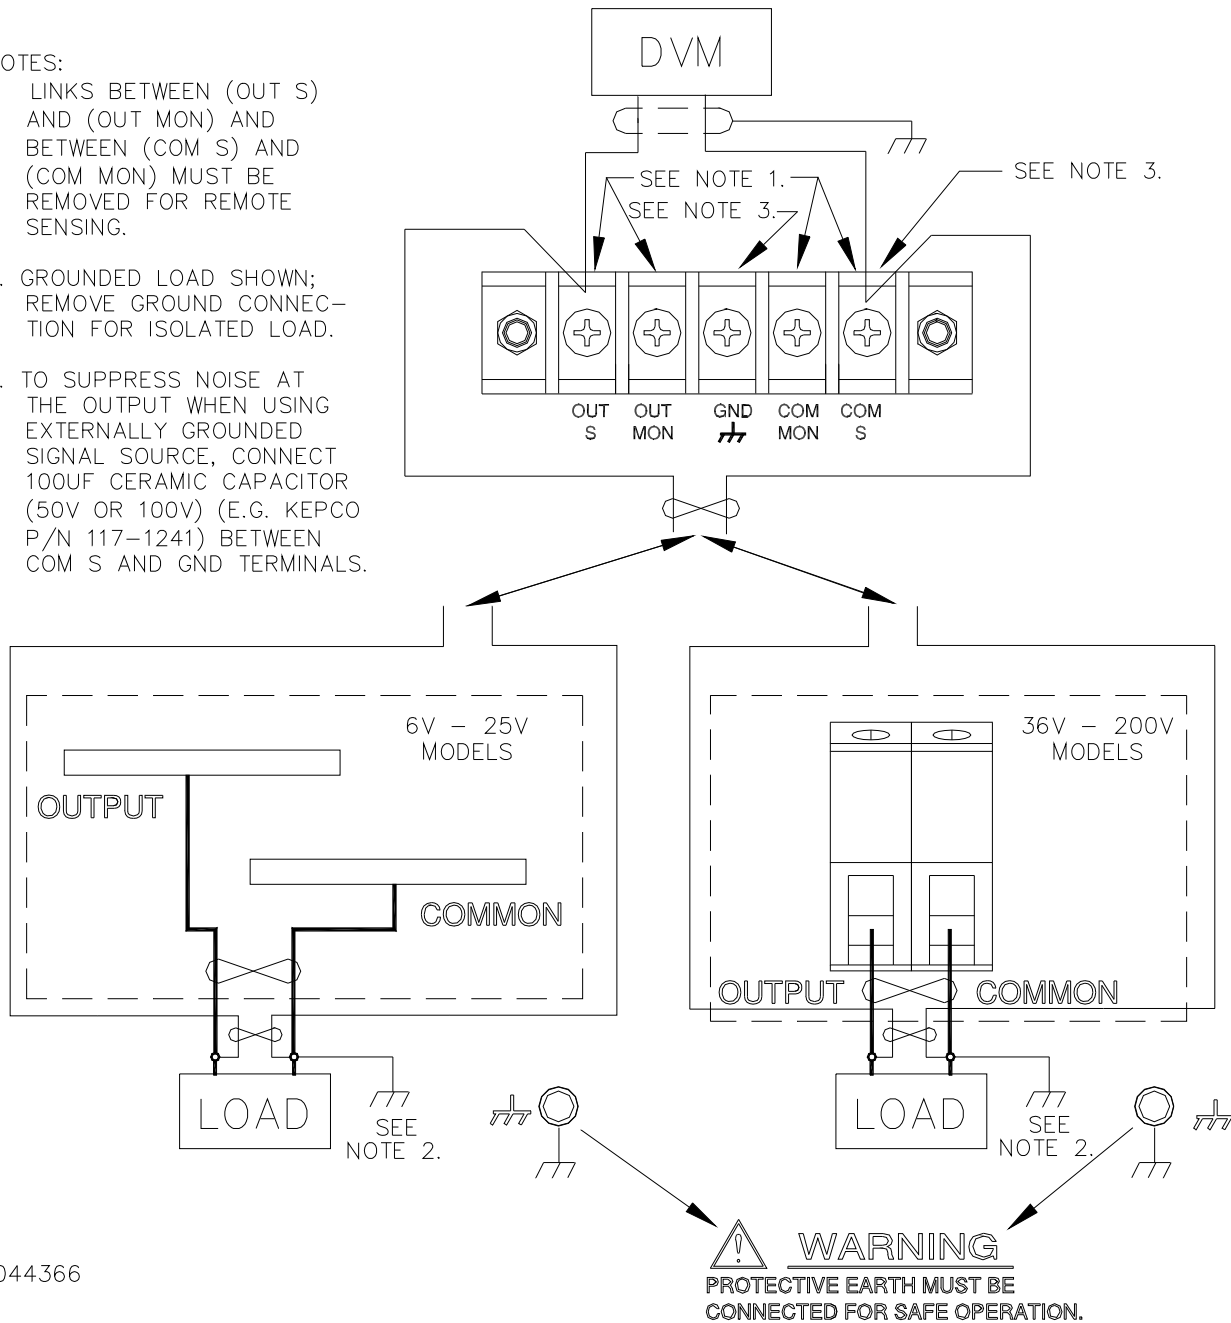 OTES:
LINKS BETWEEN (OUT S)
AND (OUT MON) AND
BETWEEN (COM S) AND
(COM MON) MUST BE
REMOVED FOR REMOTE
SENSING.
. GROUNDED LOAD SHOWN;
REMOVE GROUND CONNEC–
TION FOR ISOLATED LOAD.
. TO SUPPRESS NOISE AT
THE OUTPUT WHEN USING
EXTERNALLY GROUNDED
SIGNAL SOURCE, CONNECT
100UF CERAMIC CAPACITOR
(50V OR 100V) (E.G. KEPCO
P/N 117–1241) BETWEEN
COM S AND GND TERMINALS.
DVM
SEE NOTE 1.
SEE NOTE 3.
SEE NOTE 3.
OUT S
OUT MON
GND
COM MON
COM S
6V – 25V
MODELS
OUTPUT
COMMON
LOAD
SEE
NOTE 2.
36V – 200V
MODELS
OUTPUT
COMMON
LOAD
SEE
NOTE 2.
WARNING
PROTECTIVE EARTH MUST BE
CONNECTED FOR SAFE OPERATION.
044366